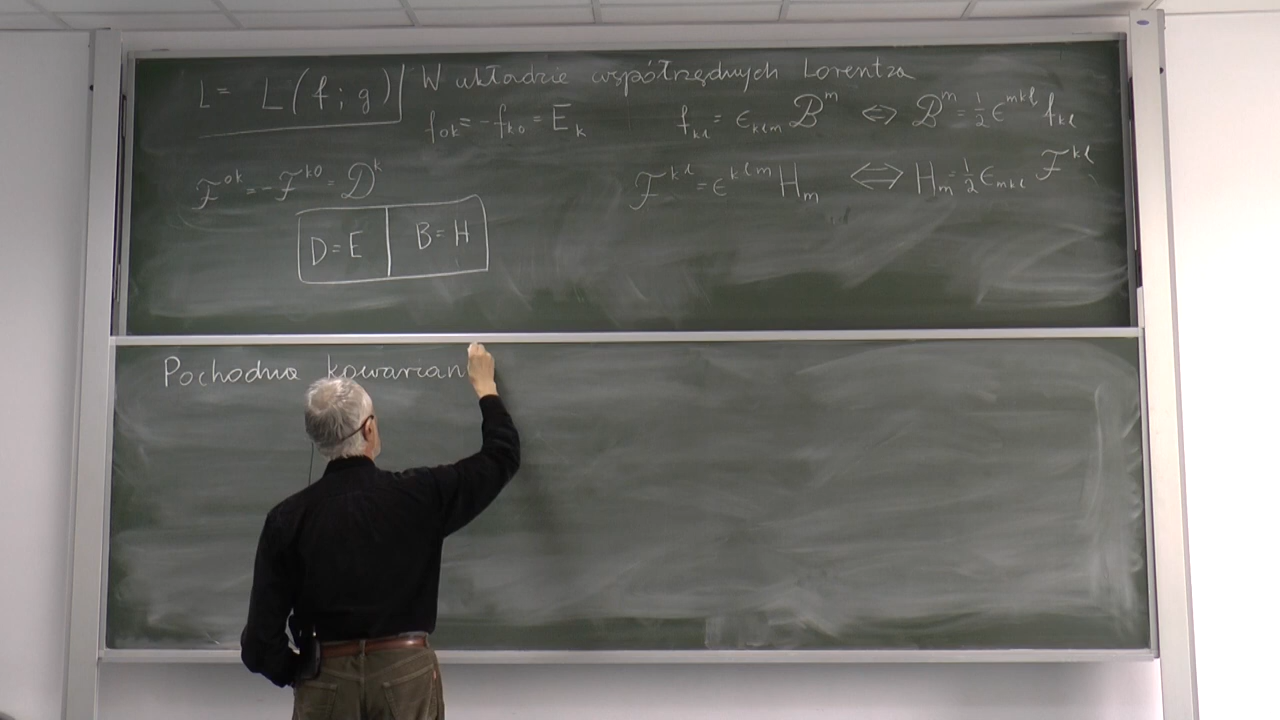 L = L(f; g) W układzie współrzędnych Lorentza
f₀ₖ = -fₖ₀ = Eₖ fₖₗ = ϵₖₗₘ ℬᵐ ⇔ ℬᵐ = ½ ϵᵐᵏˡ fₖₗ
ℱ⁰ᵏ = -ℱᵏ⁰ = 𝒟ᵏ ℱᵏˡ = ϵᵏˡᵐ Hₘ ⇔ Hₘ = ½ ϵₘₖₗ ℱᵏˡ
D = E B = H
Pochodna kowarian